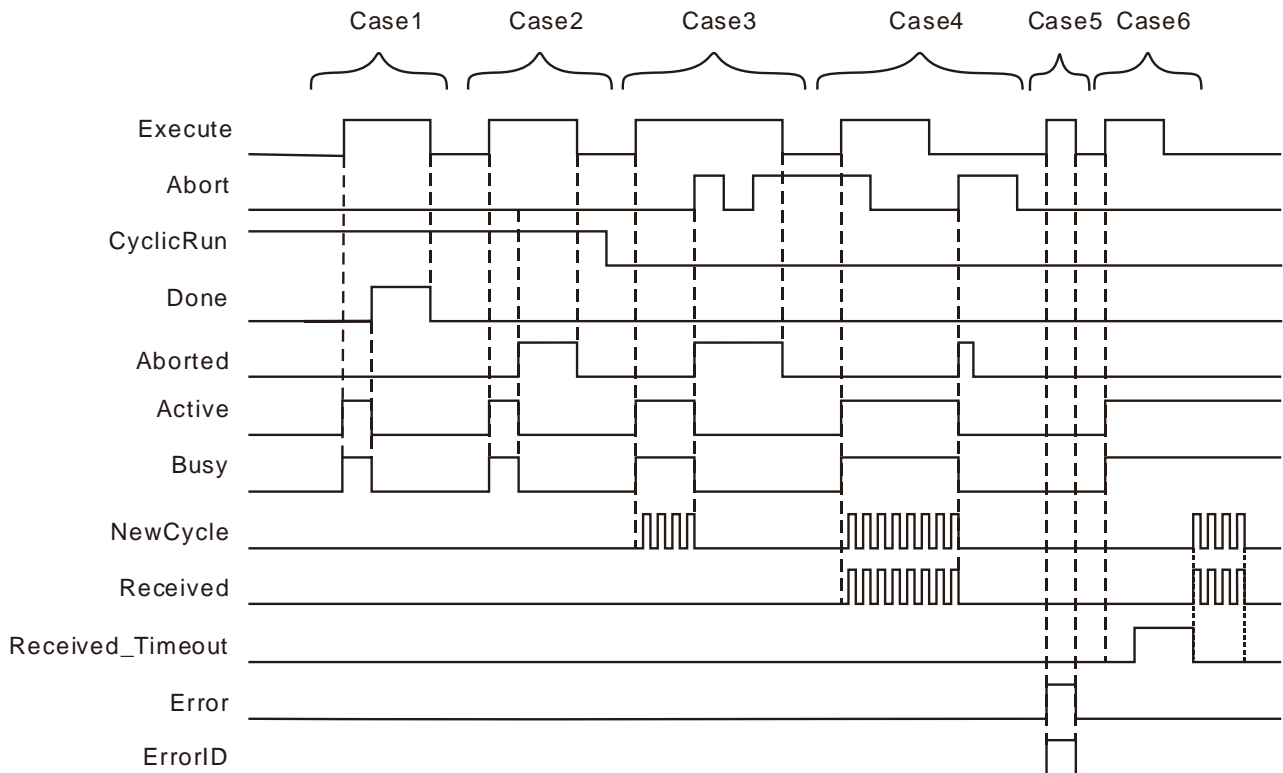 Case1 Case2 Case3 Case4 Case5 Case6
Execute
Abort
CyclicRun
Done
Aborted
Active
Busy
NewCycle
Received
Received_Timeout
Error
ErrorID